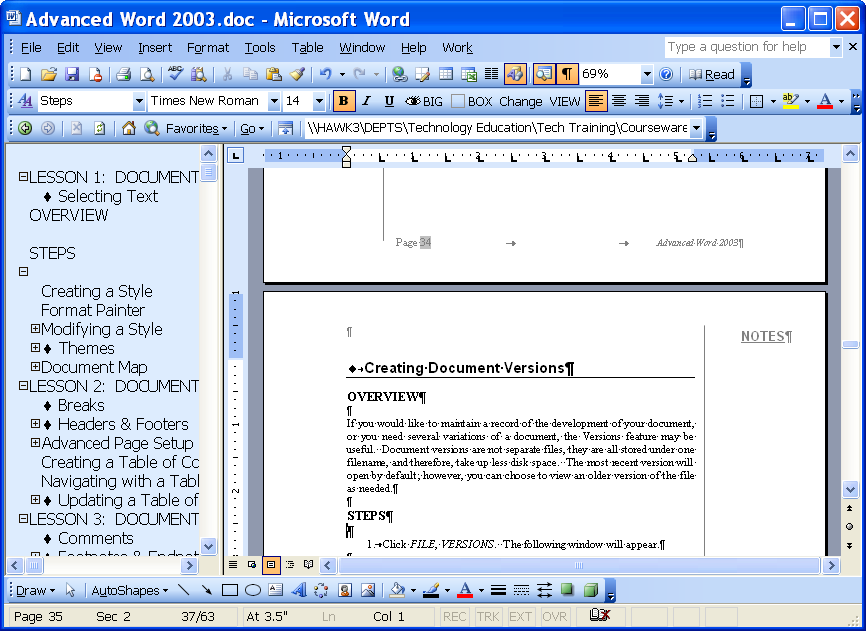 Advanced Word 2003.doc - Microsoft Word
File Edit View Insert Format Tools Table Window Help Work Type a question for help
69% Read
Steps Times New Roman 14 B I U BIG BOX Change VIEW
Favorites Go \\HAWK3\DEPTS\Technology Education\Tech Training\Courseware
LESSON 1: DOCUMENT
♦ Selecting Text
OVERVIEW
STEPS
Creating a Style
Format Painter
Modifying a Style
♦ Themes
Document Map
LESSON 2: DOCUMENT
♦ Breaks
♦ Headers & Footers
Advanced Page Setup
Creating a Table of Co
Navigating with a Tabl
♦ Updating a Table of
LESSON 3: DOCUMENT
♦ Comments
♦ Footnotes & Endnot
Page 34 → → Advanced Word 2003¶
¶
NOTES¶
◆→Creating·Document·Versions¶
OVERVIEW¶
¶
If you would like to maintain a record of the development of your document,
or you need several variations of a document, the Versions feature may be
useful. Document versions are not separate files, they are all stored under one
filename, and therefore, take up less disk space. The most recent version will
open by default; however, you can choose to view an older version of the file
as needed.¶
¶
STEPS¶
¶
1.→Click FILE, VERSIONS. The following window will appear.¶
Draw AutoShapes
Page 35 Sec 2 37/63 At 3.5" Ln Col 1 REC TRK EXT OVR